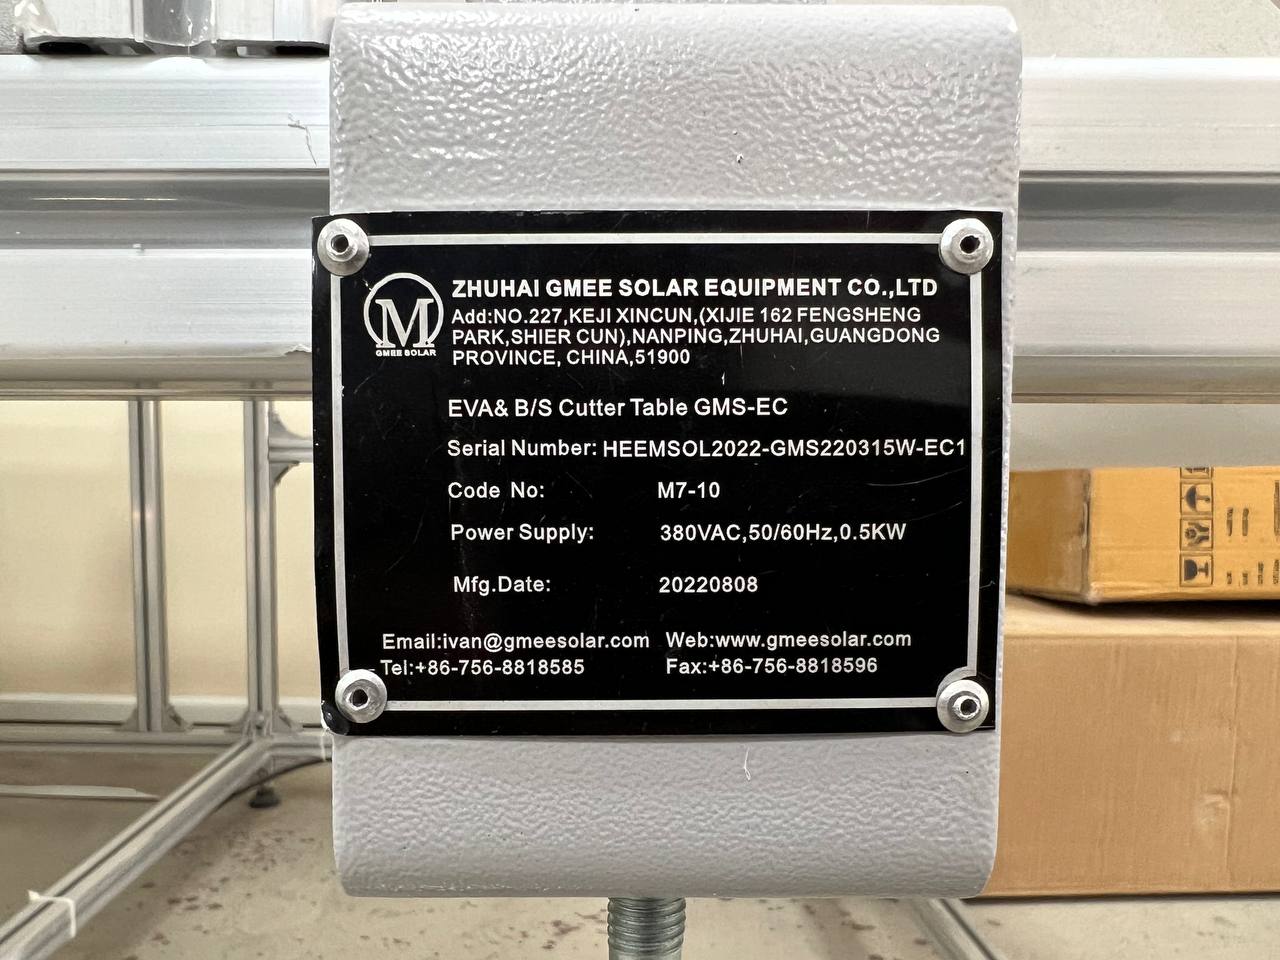 ZHUHAI GMEE SOLAR EQUIPMENT CO.,LTD
Add:NO.227,KEJI XINCUN,(XIJIE 162 FENGSHENG
PARK,SHIER CUN),NANPING,ZHUHAI,GUANGDONG
PROVINCE, CHINA,51900
M
GMEE SOLAR
EVA& B/S Cutter Table GMS-EC
Serial Number: HEEMSOL2022-GMS220315W-EC1
Code No: M7-10
Power Supply: 380VAC,50/60Hz,0.5KW
Mfg.Date: 20220808
Email:ivan@gmeesolar.com Web:www.gmeesolar.com
Tel:+86-756-8818585 Fax:+86-756-8818596